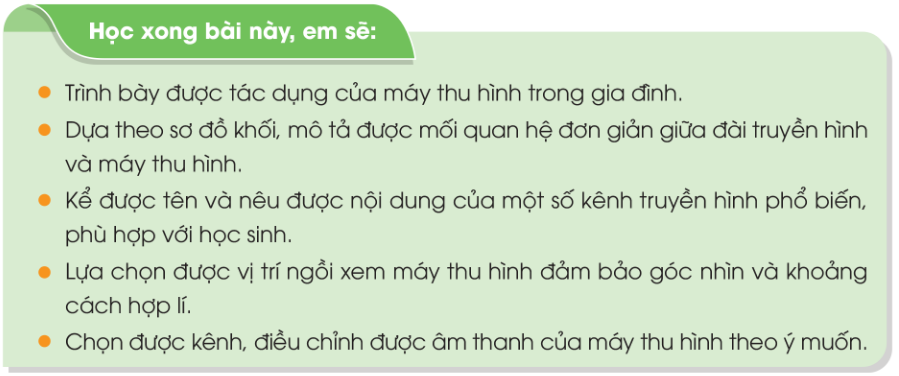 Học xong bài này, em sẽ:
Trình bày được tác dụng của máy thu hình trong gia đình.
Dựa theo sơ đồ khối, mô tả được mối quan hệ đơn giản giữa đài truyền hình
và máy thu hình.
Kể được tên và nêu được nội dung của một số kênh truyền hình phổ biến,
phù hợp với học sinh.
Lựa chọn được vị trí ngồi xem máy thu hình đảm bảo góc nhìn và khoảng
cách hợp lí.
Chọn được kênh, điều chỉnh được âm thanh của máy thu hình theo ý muốn.